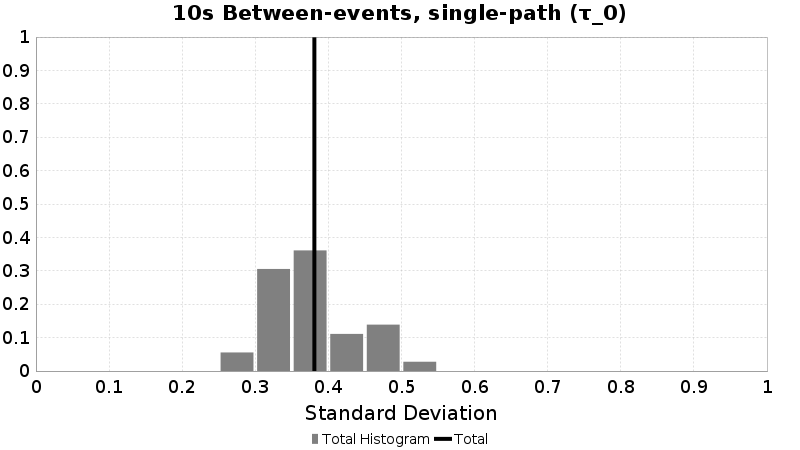 10s Between-events, single-path (τ_0)
1
0.9
0.8
0.7
0.6
0.5
0.4
0.3
0.2
0.1
0
0 0.1 0.2 0.3 0.4 0.5 0.6 0.7 0.8 0.9 1
Standard Deviation
Total Histogram Total